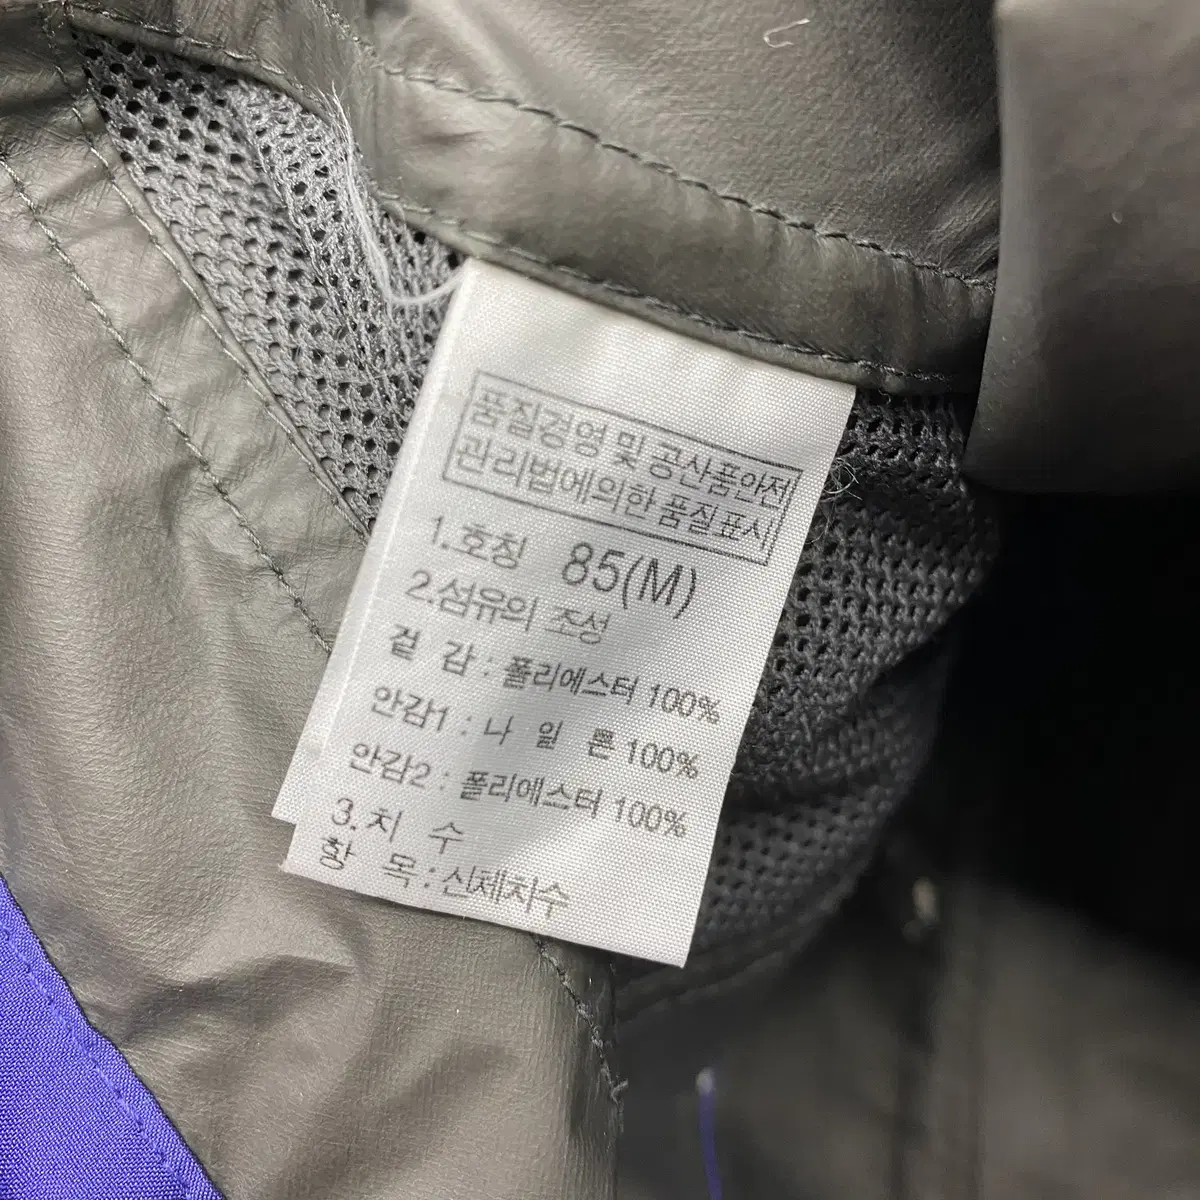 품질경영 및 공산품안전
관리법에의한 품질표시
1.호칭 85(M)
2.섬유의 조성
겉 감 : 폴리에스터 100%
안감1 : 나 일 론 100%
안감2 : 폴리에스터 100%
3.치 수
항 목 : 신체치수